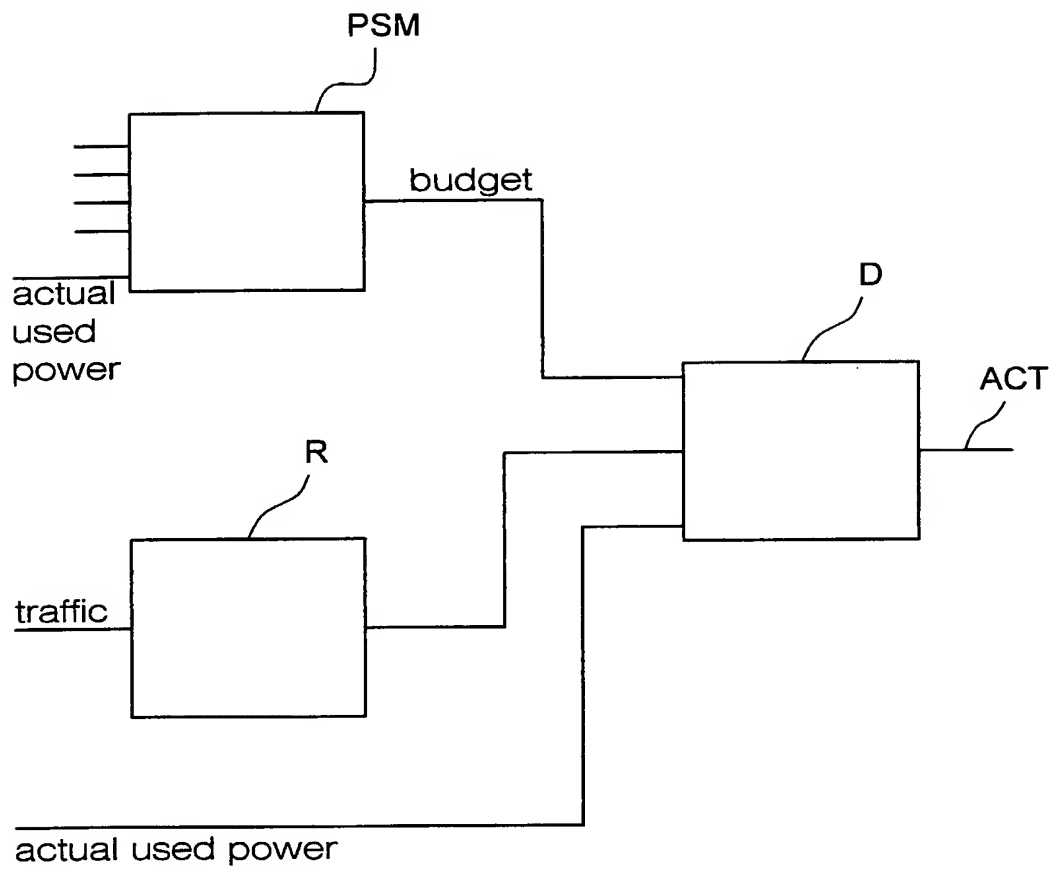 PSM
budget
actual
used
power
D
ACT
R
traffic
actual used power